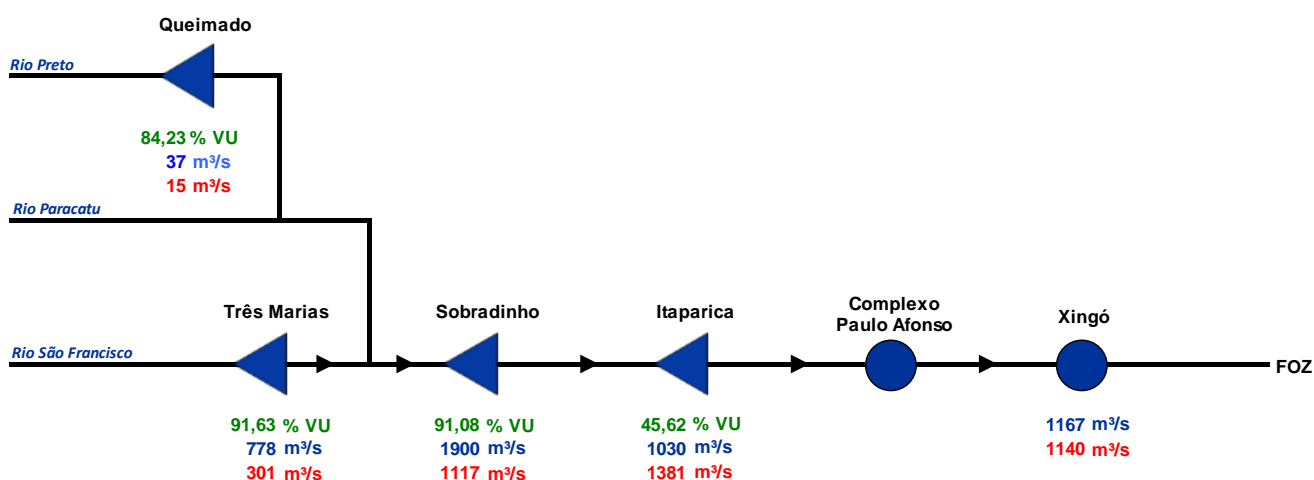 Queimado
Rio Preto
84,23 % VU
37 m³/s
15 m³/s
Rio Paracatu
Três Marias
Sobradinho
Itaparica
Complexo
Paulo Afonso
Xingó
Rio São Francisco
FOZ
91,63 % VU
778 m³/s
301 m³/s
91,08 % VU
1900 m³/s
1117 m³/s
45,62 % VU
1030 m³/s
1381 m³/s
1167 m³/s
1140 m³/s